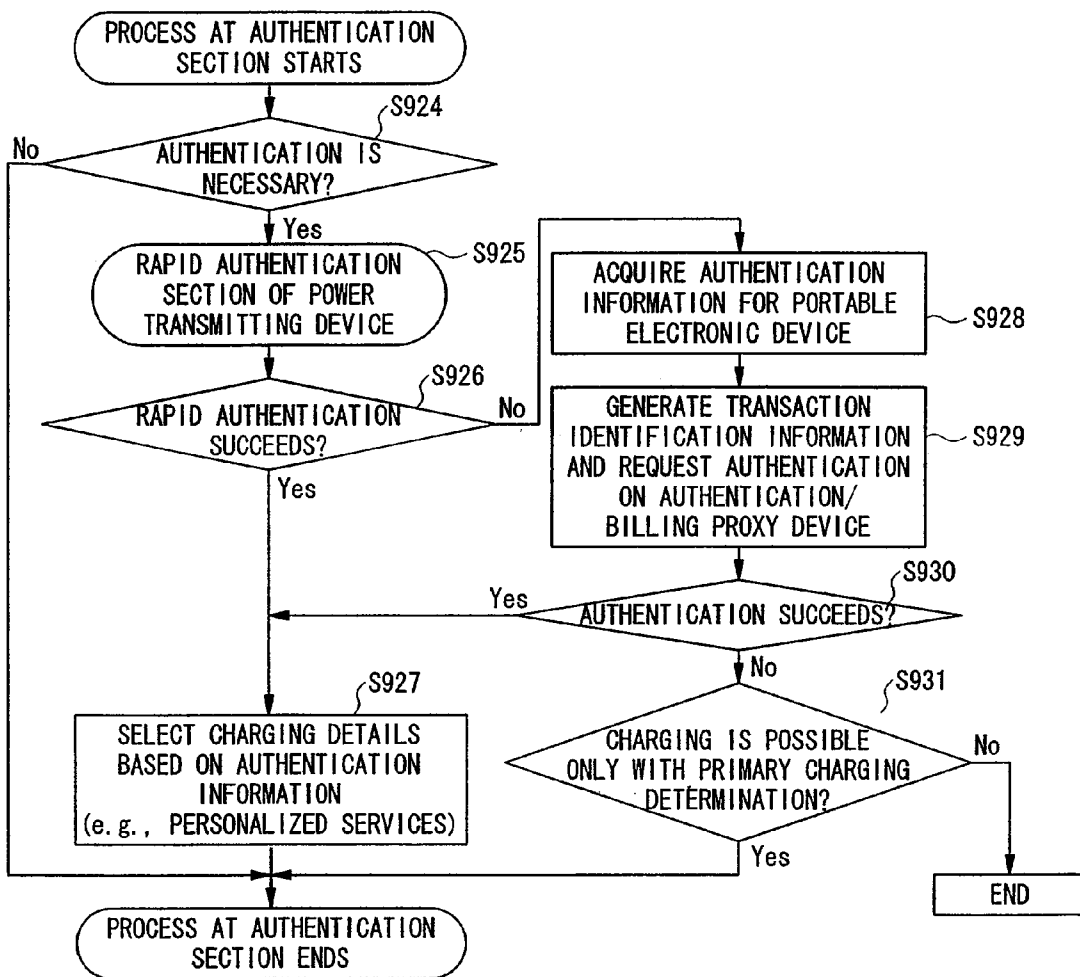 PROCESS AT AUTHENTICATION
SECTION STARTS
S924
No
AUTHENTICATION IS
NECESSARY?
Yes
S925
RAPID AUTHENTICATION
SECTION OF POWER
TRANSMITTING DEVICE
S926
RAPID AUTHENTICATION
SUCCEEDS?
No
Yes
ACQUIRE AUTHENTICATION
INFORMATION FOR PORTABLE
ELECTRONIC DEVICE
S928
GENERATE TRANSACTION
IDENTIFICATION INFORMATION
AND REQUEST AUTHENTICATION
ON AUTHENTICATION/
BILLING PROXY DEVICE
S929
S930
Yes
AUTHENTICATION SUCCEEDS?
No
S931
CHARGING IS POSSIBLE
ONLY WITH PRIMARY CHARGING
DETERMINATION?
No
Yes
END
S927
SELECT CHARGING DETAILS
BASED ON AUTHENTICATION
INFORMATION
(e.g., PERSONALIZED SERVICES)
PROCESS AT AUTHENTICATION
SECTION ENDS